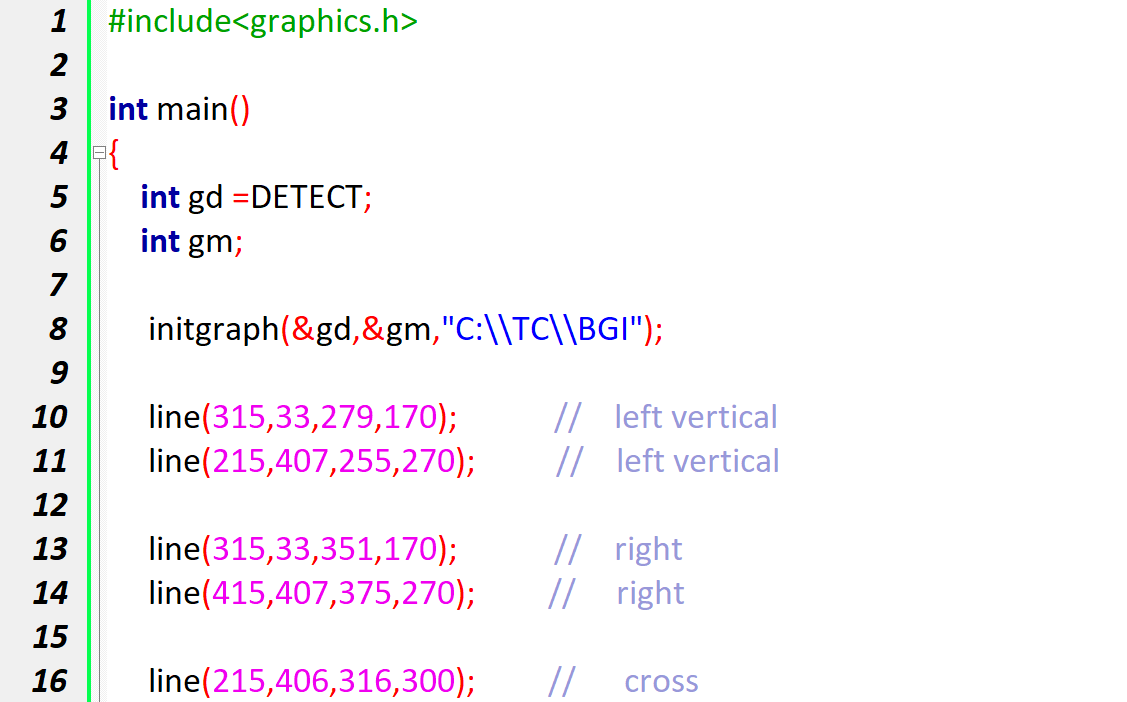 1 #include<graphics.h>
2
3 int main()
4 {
5 int gd =DETECT;
6 int gm;
7
8 initgraph(&gd,&gm,"C:\\TC\\BGI");
9
10 line(315,33,279,170); // left vertical
11 line(215,407,255,270); // left vertical
12
13 line(315,33,351,170); // right
14 line(415,407,375,270); // right
15
16 line(215,406,316,300); // cross